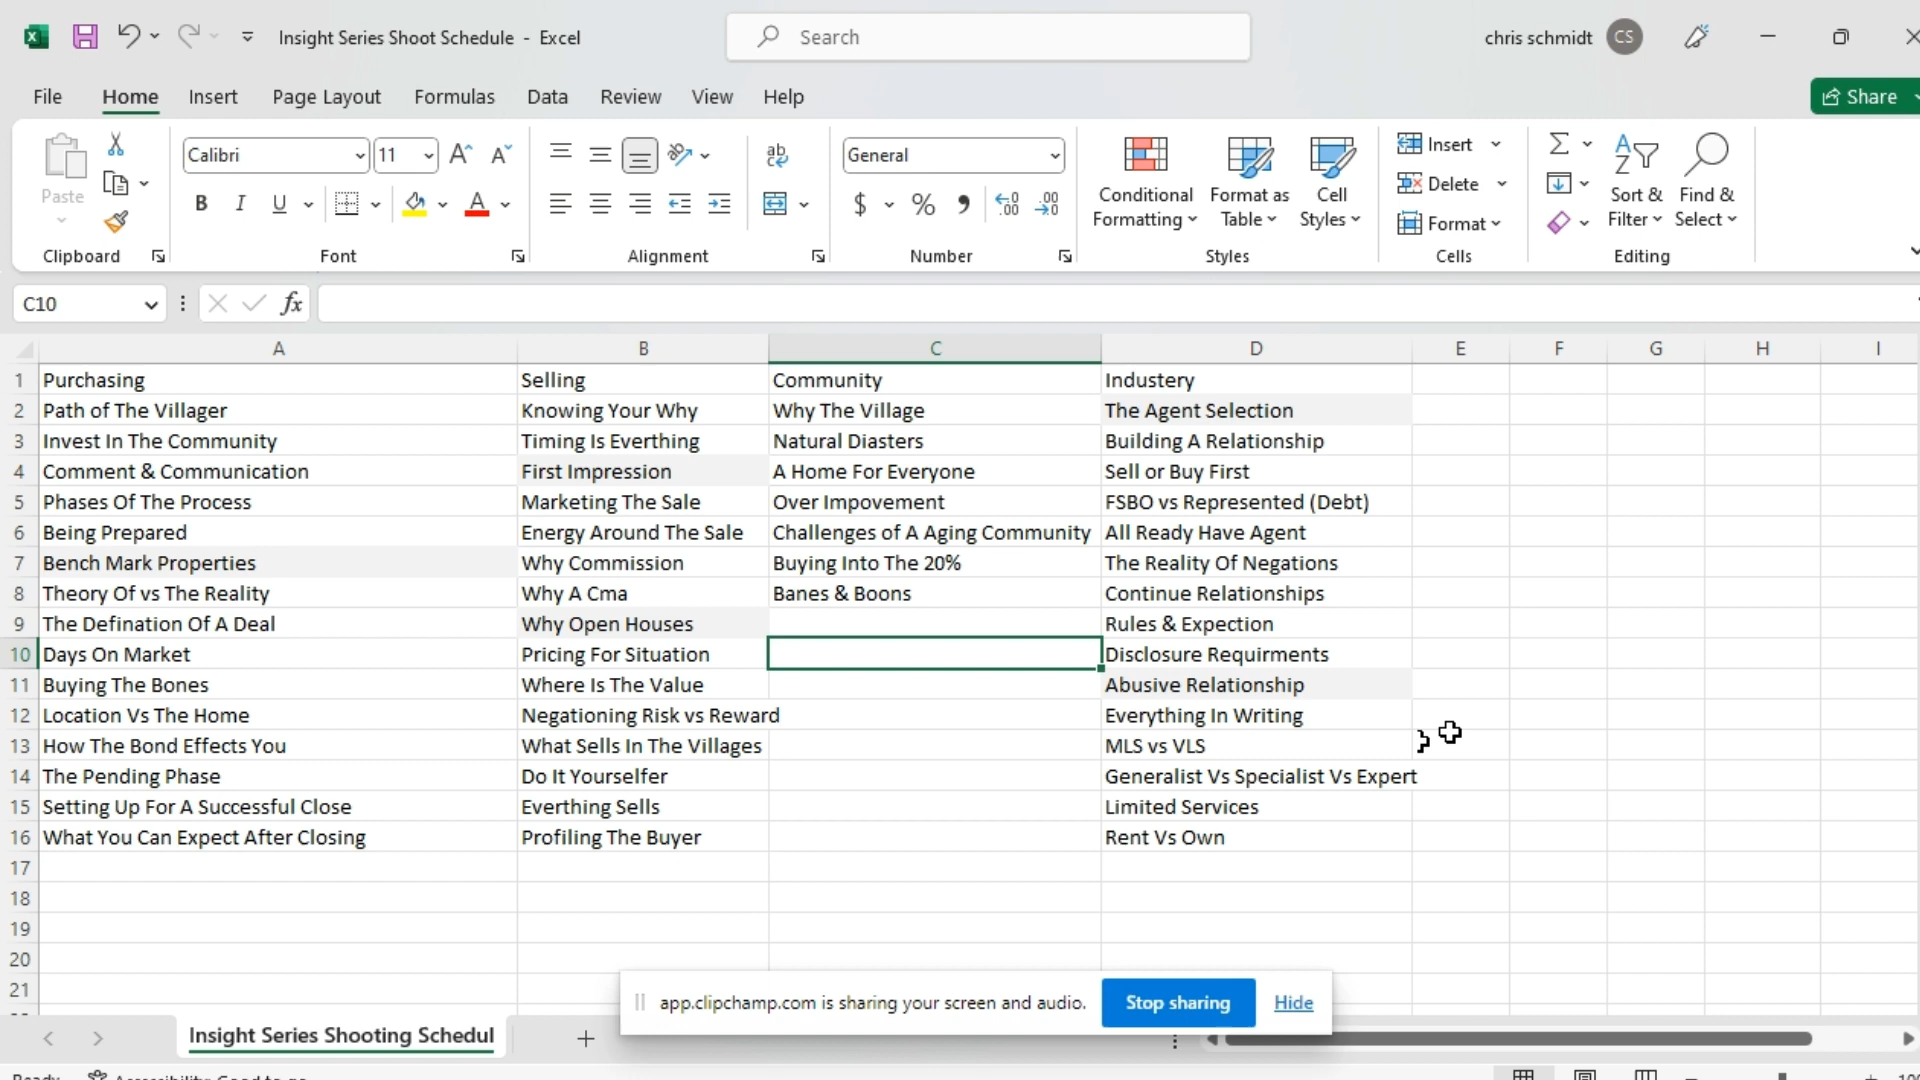 Insight Series Shoot Schedule - Excel
Search
chris schmidt CS
File Home Insert Page Layout Formulas Data Review View Help
Share
Paste
Clipboard
Calibri 11
B I U A
Font
ab
Alignment
General
$ % 9
Number
Conditional Formatting
Format as Table
Cell Styles
Styles
Insert
Delete
Format
Cells
Sort & Filter
Find & Select
Editing
C10 fx
A B C D E F G H I
1 Purchasing Selling Community Industery
2 Path of The Villager Knowing Your Why Why The Village The Agent Selection
3 Invest In The Community Timing Is Everthing Natural Diasters Building A Relationship
4 Comment & Communication First Impression A Home For Everyone Sell or Buy First
5 Phases Of The Process Marketing The Sale Over Impovement FSBO vs Represented (Debt)
6 Being Prepared Energy Around The Sale Challenges of A Aging Community All Ready Have Agent
7 Bench Mark Properties Why Commission Buying Into The 20% The Reality Of Negations
8 Theory Of vs The Reality Why A Cma Banes & Boons Continue Relationships
9 The Defination Of A Deal Why Open Houses Rules & Expection
10 Days On Market Pricing For Situation Disclosure Requirments
11 Buying The Bones Where Is The Value Abusive Relationship
12 Location Vs The Home Negationing Risk vs Reward Everything In Writing
13 How The Bond Effects You What Sells In The Villages MLS vs VLS
14 The Pending Phase Do It Yourselfer Generalist Vs Specialist Vs Expert
15 Setting Up For A Successful Close Everthing Sells Limited Services
16 What You Can Expect After Closing Profiling The Buyer Rent Vs Own
17
18
19
20
21
app.clipchamp.com is sharing your screen and audio. Stop sharing Hide
Insight Series Shooting Schedul